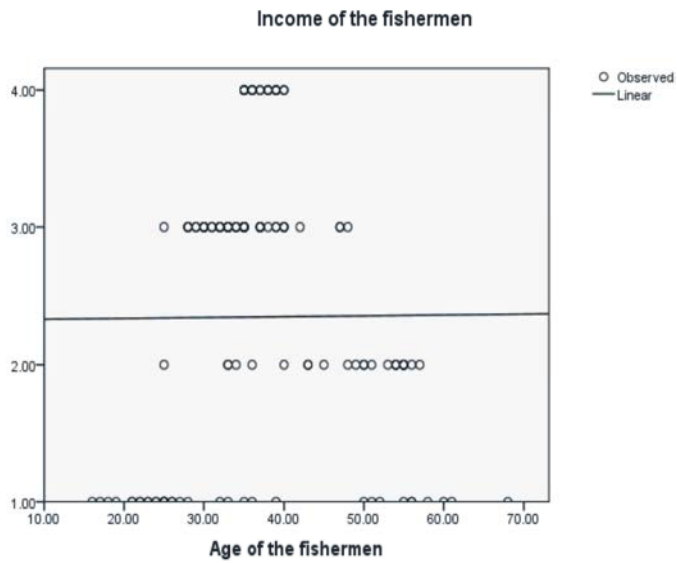 Income of the fishermen
Observed
Linear
4.00
3.00
2.00
1.00
10.00 20.00 30.00 40.00 50.00 60.00 70.00
Age of the fishermen